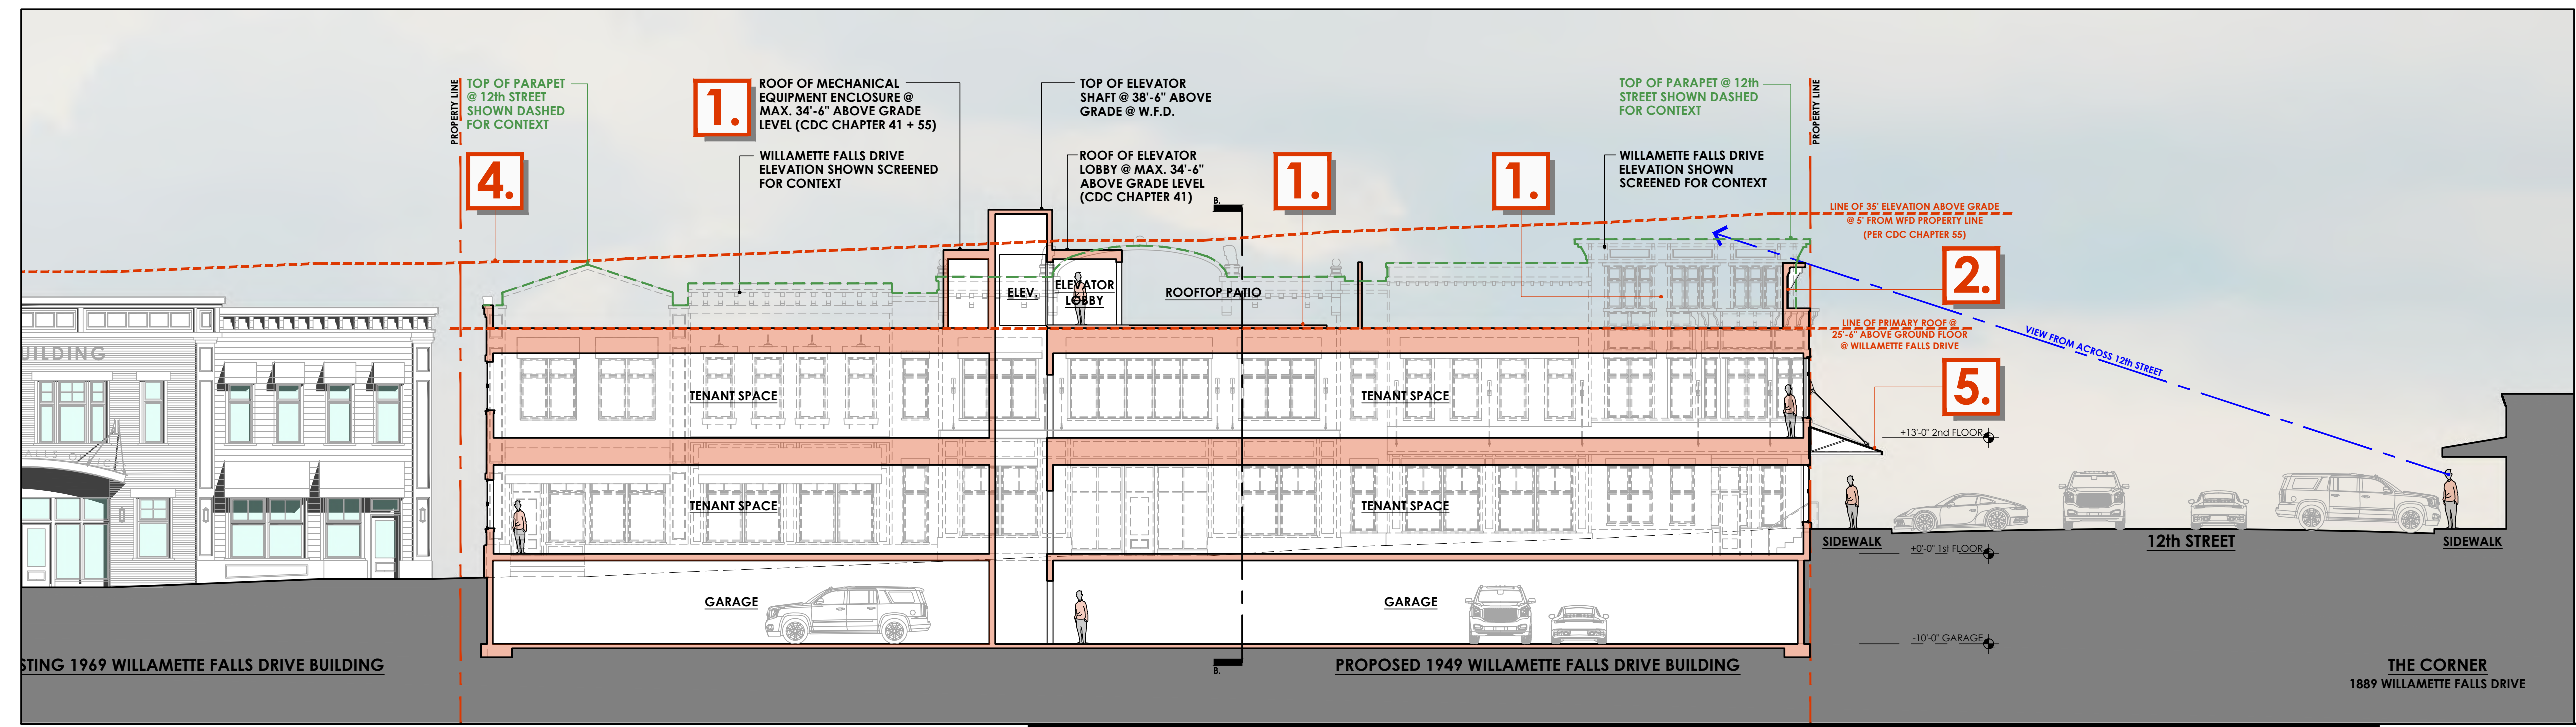 PROPERTY LINE
TOP OF PARAPET
@ 12th STREET
SHOWN DASHED
FOR CONTEXT
4.
1.
ROOF OF MECHANICAL
EQUIPMENT ENCLOSURE @
MAX. 34'-6" ABOVE GRADE
LEVEL (CDC CHAPTER 41 + 55)
WILLAMETTE FALLS DRIVE
ELEVATION SHOWN SCREENED
FOR CONTEXT
TOP OF ELEVATOR
SHAFT @ 38'-6" ABOVE
GRADE @ W.F.D.
ROOF OF ELEVATOR
LOBBY @ MAX. 34'-6"
ABOVE GRADE LEVEL
(CDC CHAPTER 41)
B.
1.
1.
TOP OF PARAPET @ 12th
STREET SHOWN DASHED
FOR CONTEXT
WILLAMETTE FALLS DRIVE
ELEVATION SHOWN
SCREENED FOR CONTEXT
PROPERTY LINE
LINE OF 35' ELEVATION ABOVE GRADE
@ 5' FROM WFD PROPERTY LINE
(PER CDC CHAPTER 55)
2.
ELEV.
ELEVATOR
LOBBY
ROOFTOP PATIO
LINE OF PRIMARY ROOF @
25'-6" ABOVE GROUND FLOOR
@ WILLAMETTE FALLS DRIVE
VIEW FROM ACROSS 12th STREET
5.
UILDING
TENANT SPACE
TENANT SPACE
+13'-0" 2nd FLOOR
ALLS OFFIC
TENANT SPACE
TENANT SPACE
SIDEWALK
+0'-0" 1st FLOOR
12th STREET
SIDEWALK
GARAGE
GARAGE
-10'-0" GARAGE
STING 1969 WILLAMETTE FALLS DRIVE BUILDING
B.
PROPOSED 1949 WILLAMETTE FALLS DRIVE BUILDING
THE CORNER
1889 WILLAMETTE FALLS DRIVE